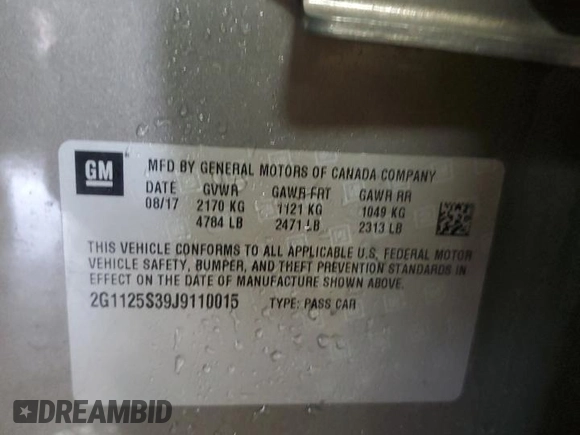 GM
MFD BY GENERAL MOTORS OF CANADA COMPANY
DATE GVWR GAWR FRT GAWR RR
08/17 2170 KG 1121 KG 1049 KG
4784 LB 2471 LB 2313 LB
THIS VEHICLE CONFORMS TO ALL APPLICABLE U.S. FEDERAL MOTOR
VEHICLE SAFETY, BUMPER, AND THEFT PREVENTION STANDARDS IN
EFFECT ON THE DATE OF MANUFACTURE SHOWN ABOVE.
2G1125S39J9110015 TYPE: PASS CAR
DREAMBID